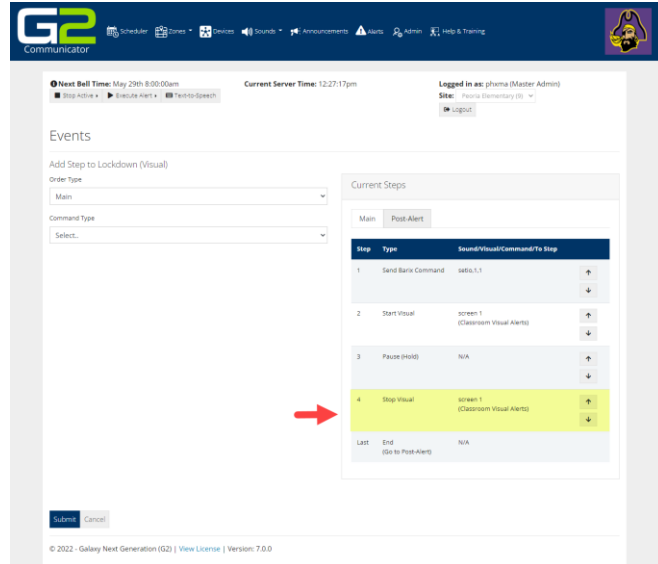 G2
Communicator
Scheduler Zones Devices Sounds Announcements Alerts Admin Help & Training
Next Bell Time: May 29th 8:00:00am Current Server Time: 12:27:17pm Logged in as: phxma (Master Admin)
Stop Active Execute Alert Text-to-Speech Site: Peoria Elementary (9)
Logout
Events
Add Step to Lockdown (Visual)
Order Type
Main
Command Type
Select..
Current Steps
Main Post-Alert
Step Type Sound/Visual/Command/To Step
1 Send Barix Command setio,1,1
2 Start Visual screen 1
(Classroom Visual Alerts)
3 Pause (Hold) N/A
4 Stop Visual screen 1
(Classroom Visual Alerts)
Last End N/A
(Go to Post-Alert)
Submit Cancel
© 2022 - Galaxy Next Generation (G2) | View License | Version: 7.0.0